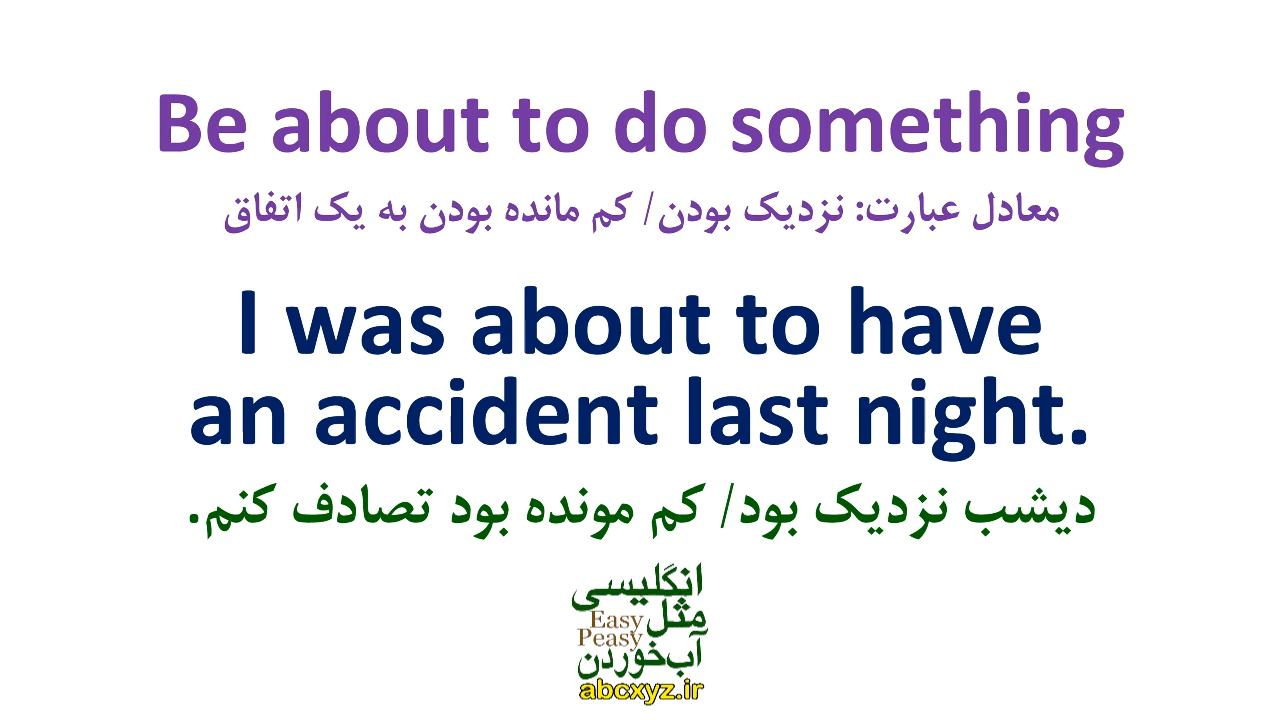 Be about to do something
معادل عبارت: نزدیک بودن/ کم مانده بودن به یک اتفاق
I was about to have
an accident last night.
دیشب نزدیک بود/ کم مونده بود تصادف کنم.
انگلیسی
مثل
Easy
Peasy
آب‌خوردن
abcxyz.ir